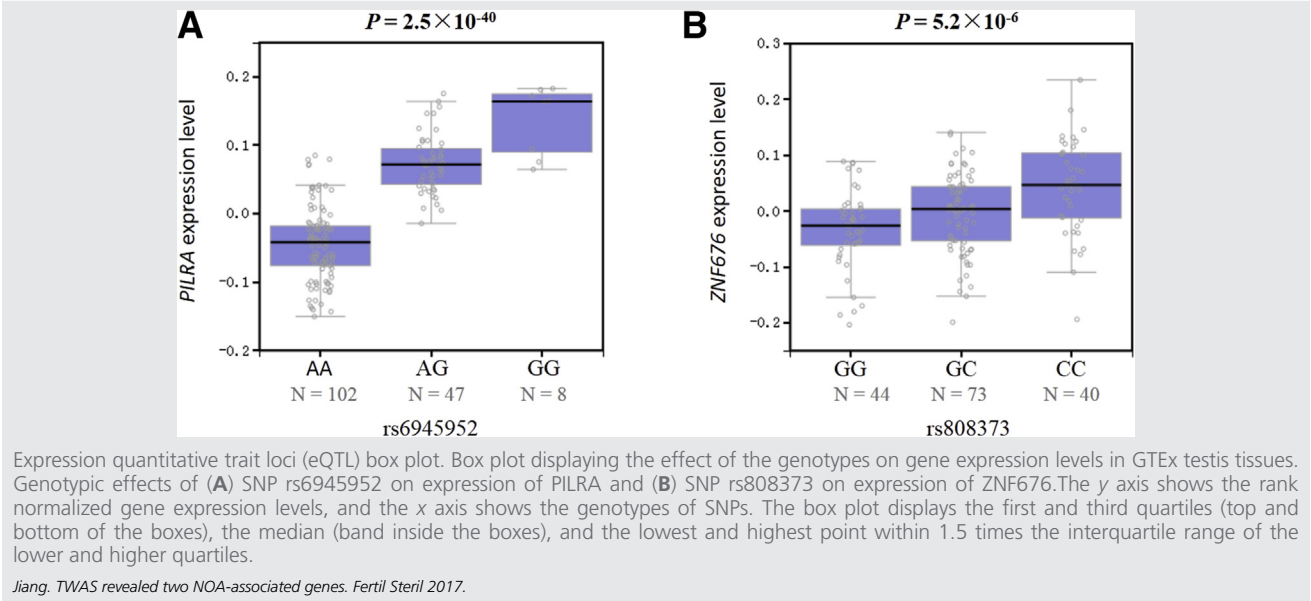 A
P = 2.5×10⁻⁴⁰
PILRA expression level
0.2
0.1
0.0
−0.1
−0.2
AA AG GG
N = 102 N = 47 N = 8
rs6945952
B
P = 5.2×10⁻⁶
ZNF676 expression level
0.3
0.2
0.1
0.0
−0.1
−0.2
GG GC CC
N = 44 N = 73 N = 40
rs808373
Expression quantitative trait loci (eQTL) box plot. Box plot displaying the effect of the genotypes on gene expression levels in GTEx testis tissues.
Genotypic effects of (A) SNP rs6945952 on expression of PILRA and (B) SNP rs808373 on expression of ZNF676.The y axis shows the rank
normalized gene expression levels, and the x axis shows the genotypes of SNPs. The box plot displays the first and third quartiles (top and
bottom of the boxes), the median (band inside the boxes), and the lowest and highest point within 1.5 times the interquartile range of the
lower and higher quartiles.
Jiang. TWAS revealed two NOA-associated genes. Fertil Steril 2017.